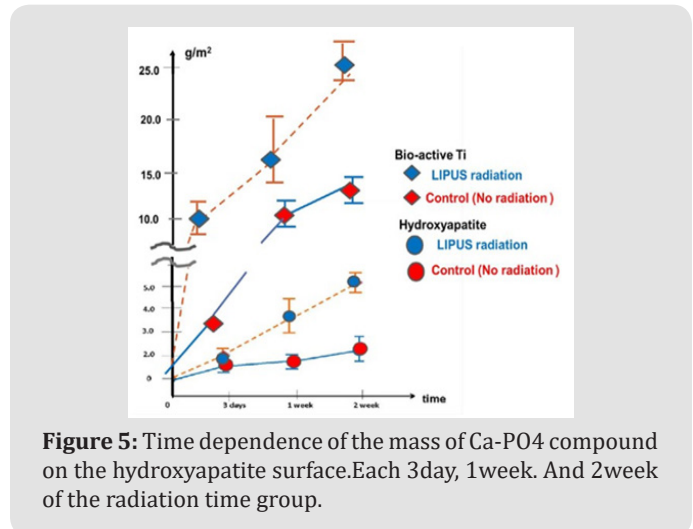 g/m²
25.0
20.0
15.0
10.0
5.0
4.0
3.0
2.0
0
0
3 days
1 week
2 week
time
Bio-active Ti
LIPUS radiation
Control (No radiation )
Hydroxyapatite
LIPUS radiation
Control (No radiation )
Figure 5: Time dependence of the mass of Ca-PO4 compound
on the hydroxyapatite surface.Each 3day, 1week. And 2week
of the radiation time group.